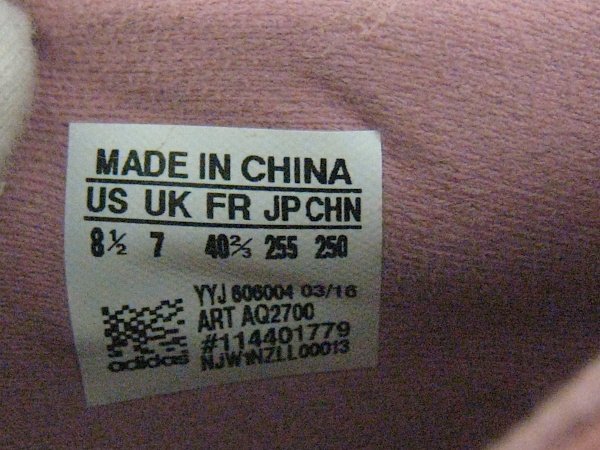 MADE IN CHINA
US UK FR JP CHN
8½ 7 40⅔ 255 250
YYJ 606004 03/16
ART AQ2700
#114401779
NJW1NZLL00013
adidas